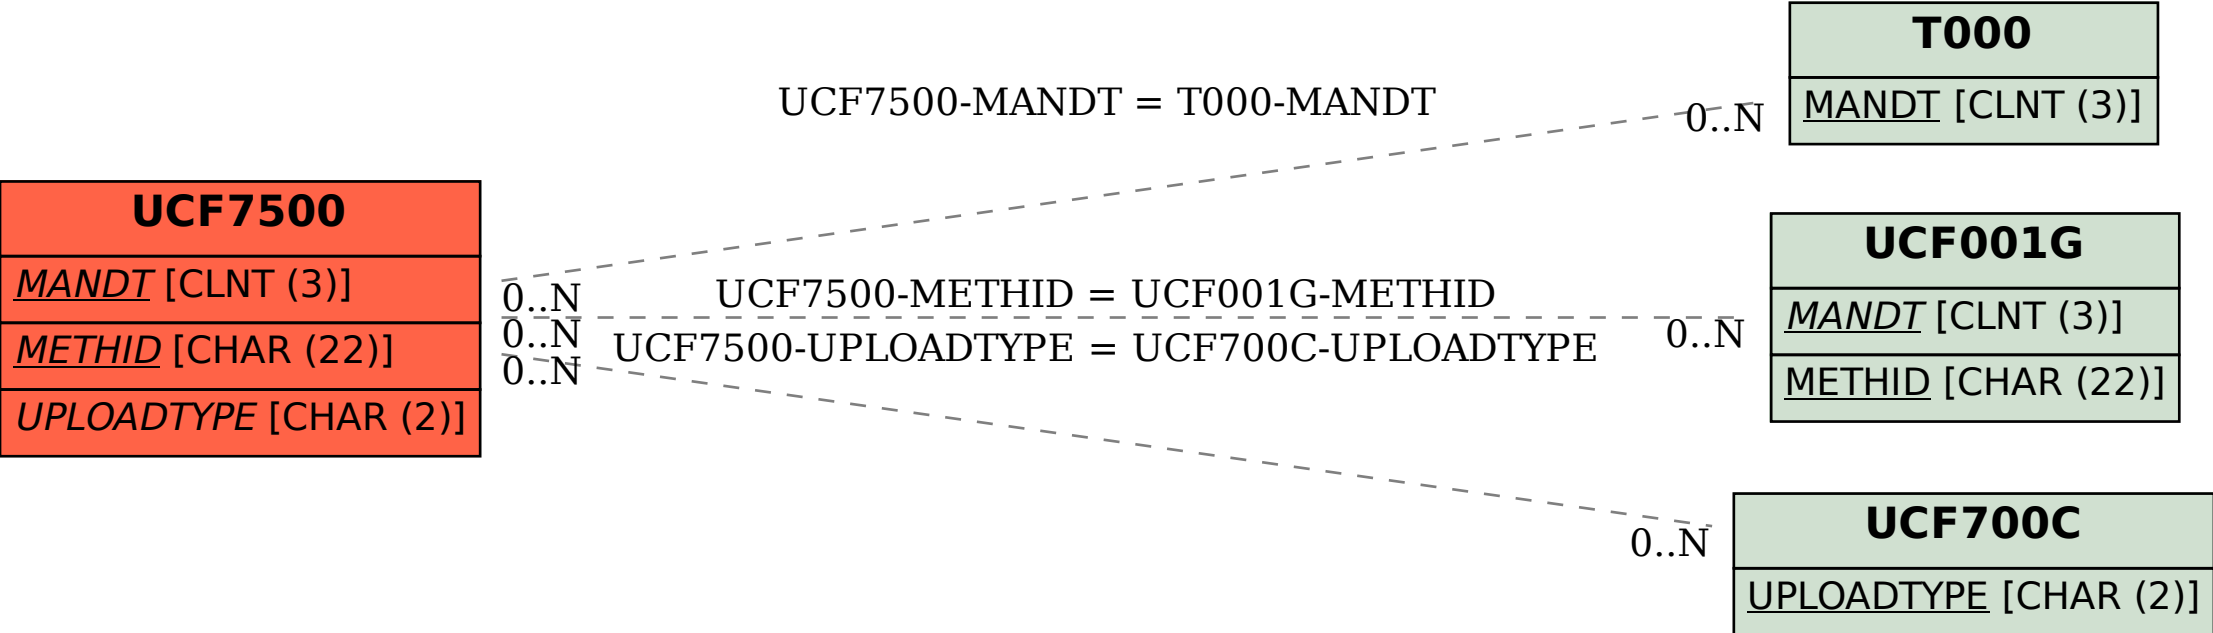 UCF7500
MANDT [CLNT (3)]
METHID [CHAR (22)]
UPLOADTYPE [CHAR (2)]
UCF7500-MANDT = T000-MANDT
0..N
0..N
UCF7500-METHID = UCF001G-METHID
0..N
0..N
UCF7500-UPLOADTYPE = UCF700C-UPLOADTYPE
0..N
0..N
T000
MANDT [CLNT (3)]
UCF001G
MANDT [CLNT (3)]
METHID [CHAR (22)]
UCF700C
UPLOADTYPE [CHAR (2)]